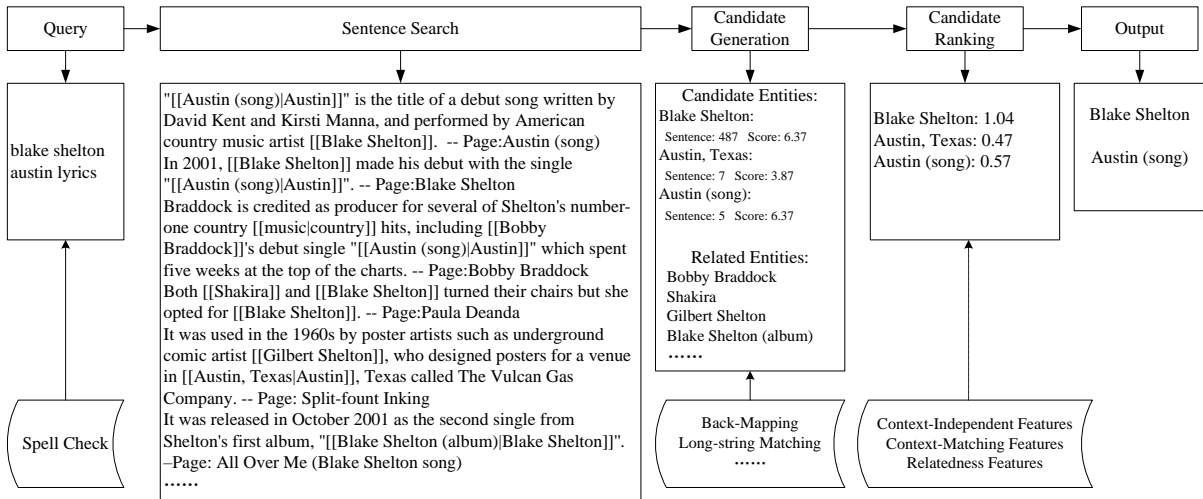 Query
Sentence Search
Candidate
Generation
Candidate
Ranking
Output
blake shelton
austin lyrics
"[[Austin (song)|Austin]]" is the title of a debut song written by
David Kent and Kirsti Manna, and performed by American
country music artist [[Blake Shelton]].  -- Page:Austin (song)
In 2001, [[Blake Shelton]] made his debut with the single
"[[Austin (song)|Austin]]". -- Page:Blake Shelton
Braddock is credited as producer for several of Shelton's number-
one country [[music|country]] hits, including [[Bobby
Braddock]]'s debut single "[[Austin (song)|Austin]]" which spent
five weeks at the top of the charts. -- Page:Bobby Braddock
Both [[Shakira]] and [[Blake Shelton]] turned their chairs but she
opted for [[Blake Shelton]]. -- Page:Paula Deanda
It was used in the 1960s by poster artists such as underground
comic artist [[Gilbert Shelton]], who designed posters for a venue
in [[Austin, Texas|Austin]], Texas called The Vulcan Gas
Company. -- Page: Split-fount Inking
It was released in October 2001 as the second single from
Shelton's first album, "[[Blake Shelton (album)|Blake Shelton]]".
–Page: All Over Me (Blake Shelton song)
……
Candidate Entities:
Blake Shelton:
Sentence: 487   Score: 6.37
Austin, Texas:
Sentence: 7   Score: 3.87
Austin (song):
Sentence: 5   Score: 6.37
Related Entities:
Bobby Braddock
Shakira
Gilbert Shelton
Blake Shelton (album)
……
Blake Shelton: 1.04
Austin, Texas: 0.47
Austin (song): 0.57
Blake Shelton
Austin (song)
Spell Check
Back-Mapping
Long-string Matching
……
Context-Independent Features
Context-Matching Features
Relatedness Features